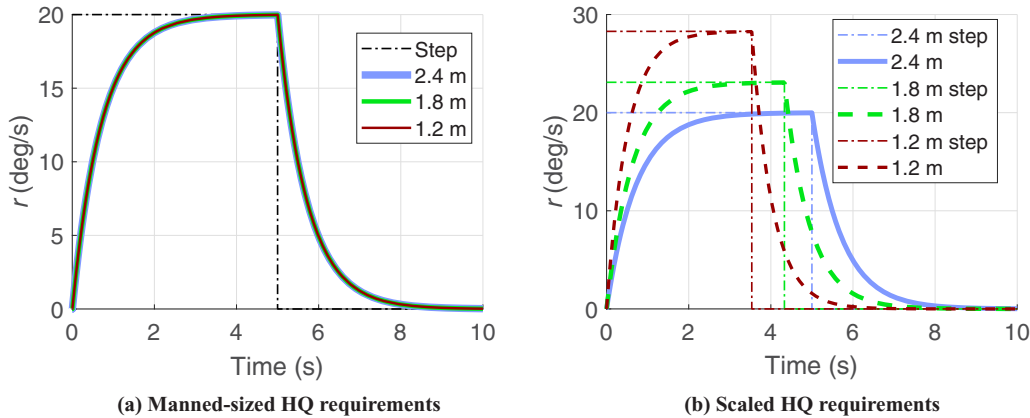 20
15
10
5
0
r (deg/s)
0 2 4 6 8 10
Time (s)
Step
2.4 m
1.8 m
1.2 m
(a) Manned-sized HQ requirements
30
20
10
0
r (deg/s)
0 2 4 6 8 10
Time (s)
2.4 m step
2.4 m
1.8 m step
1.8 m
1.2 m step
1.2 m
(b) Scaled HQ requirements